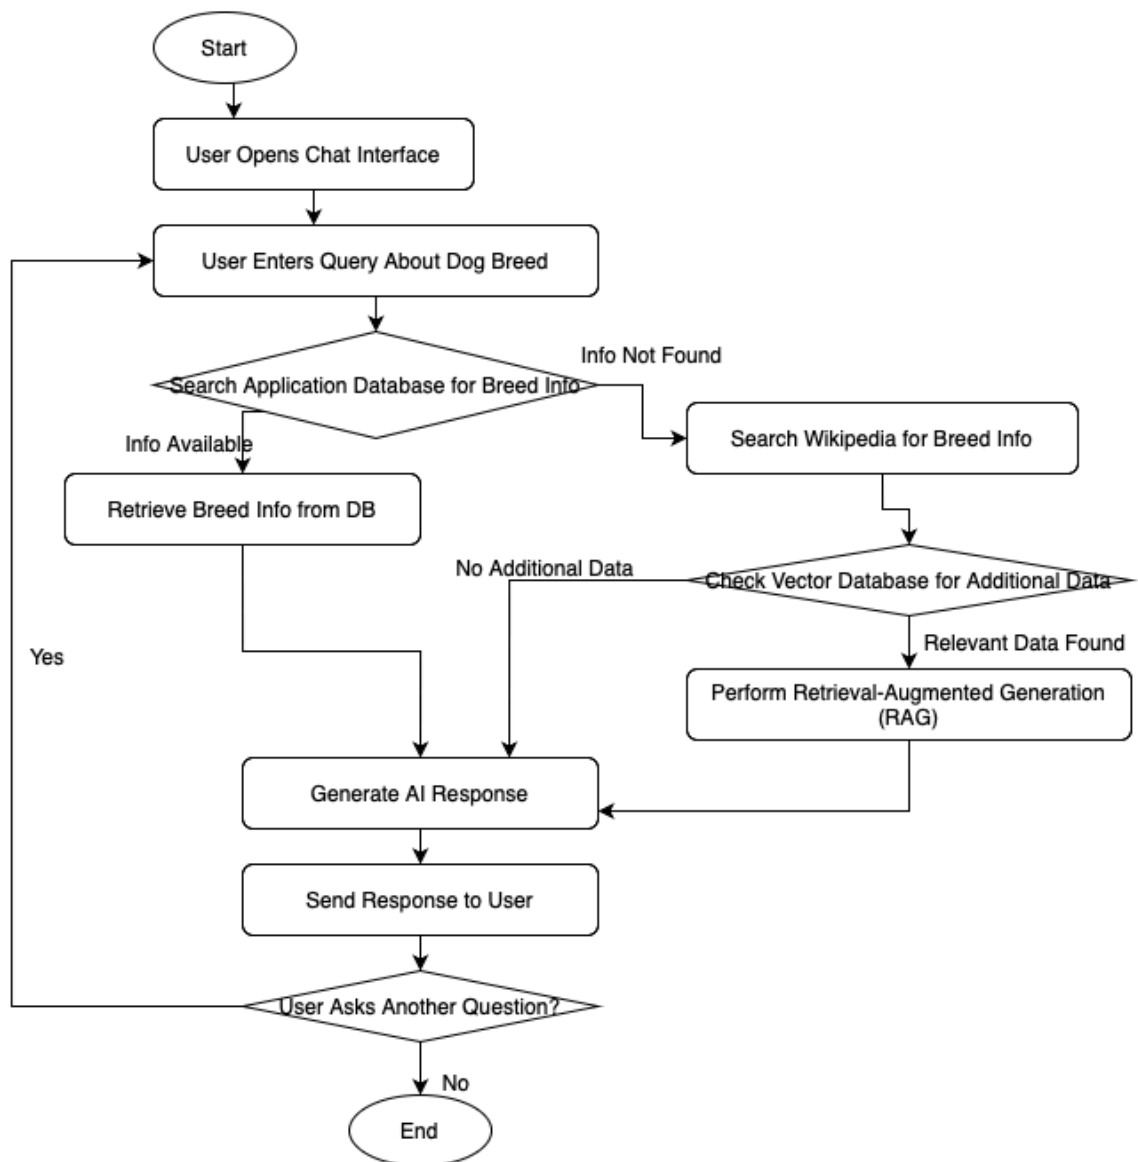 Start
User Opens Chat Interface
User Enters Query About Dog Breed
Info Not Found
Search Application Database for Breed Info
Info Available
Search Wikipedia for Breed Info
Retrieve Breed Info from DB
No Additional Data
Check Vector Database for Additional Data
Yes
Relevant Data Found
Perform Retrieval-Augmented Generation
(RAG)
Generate AI Response
Send Response to User
User Asks Another Question?
No
End